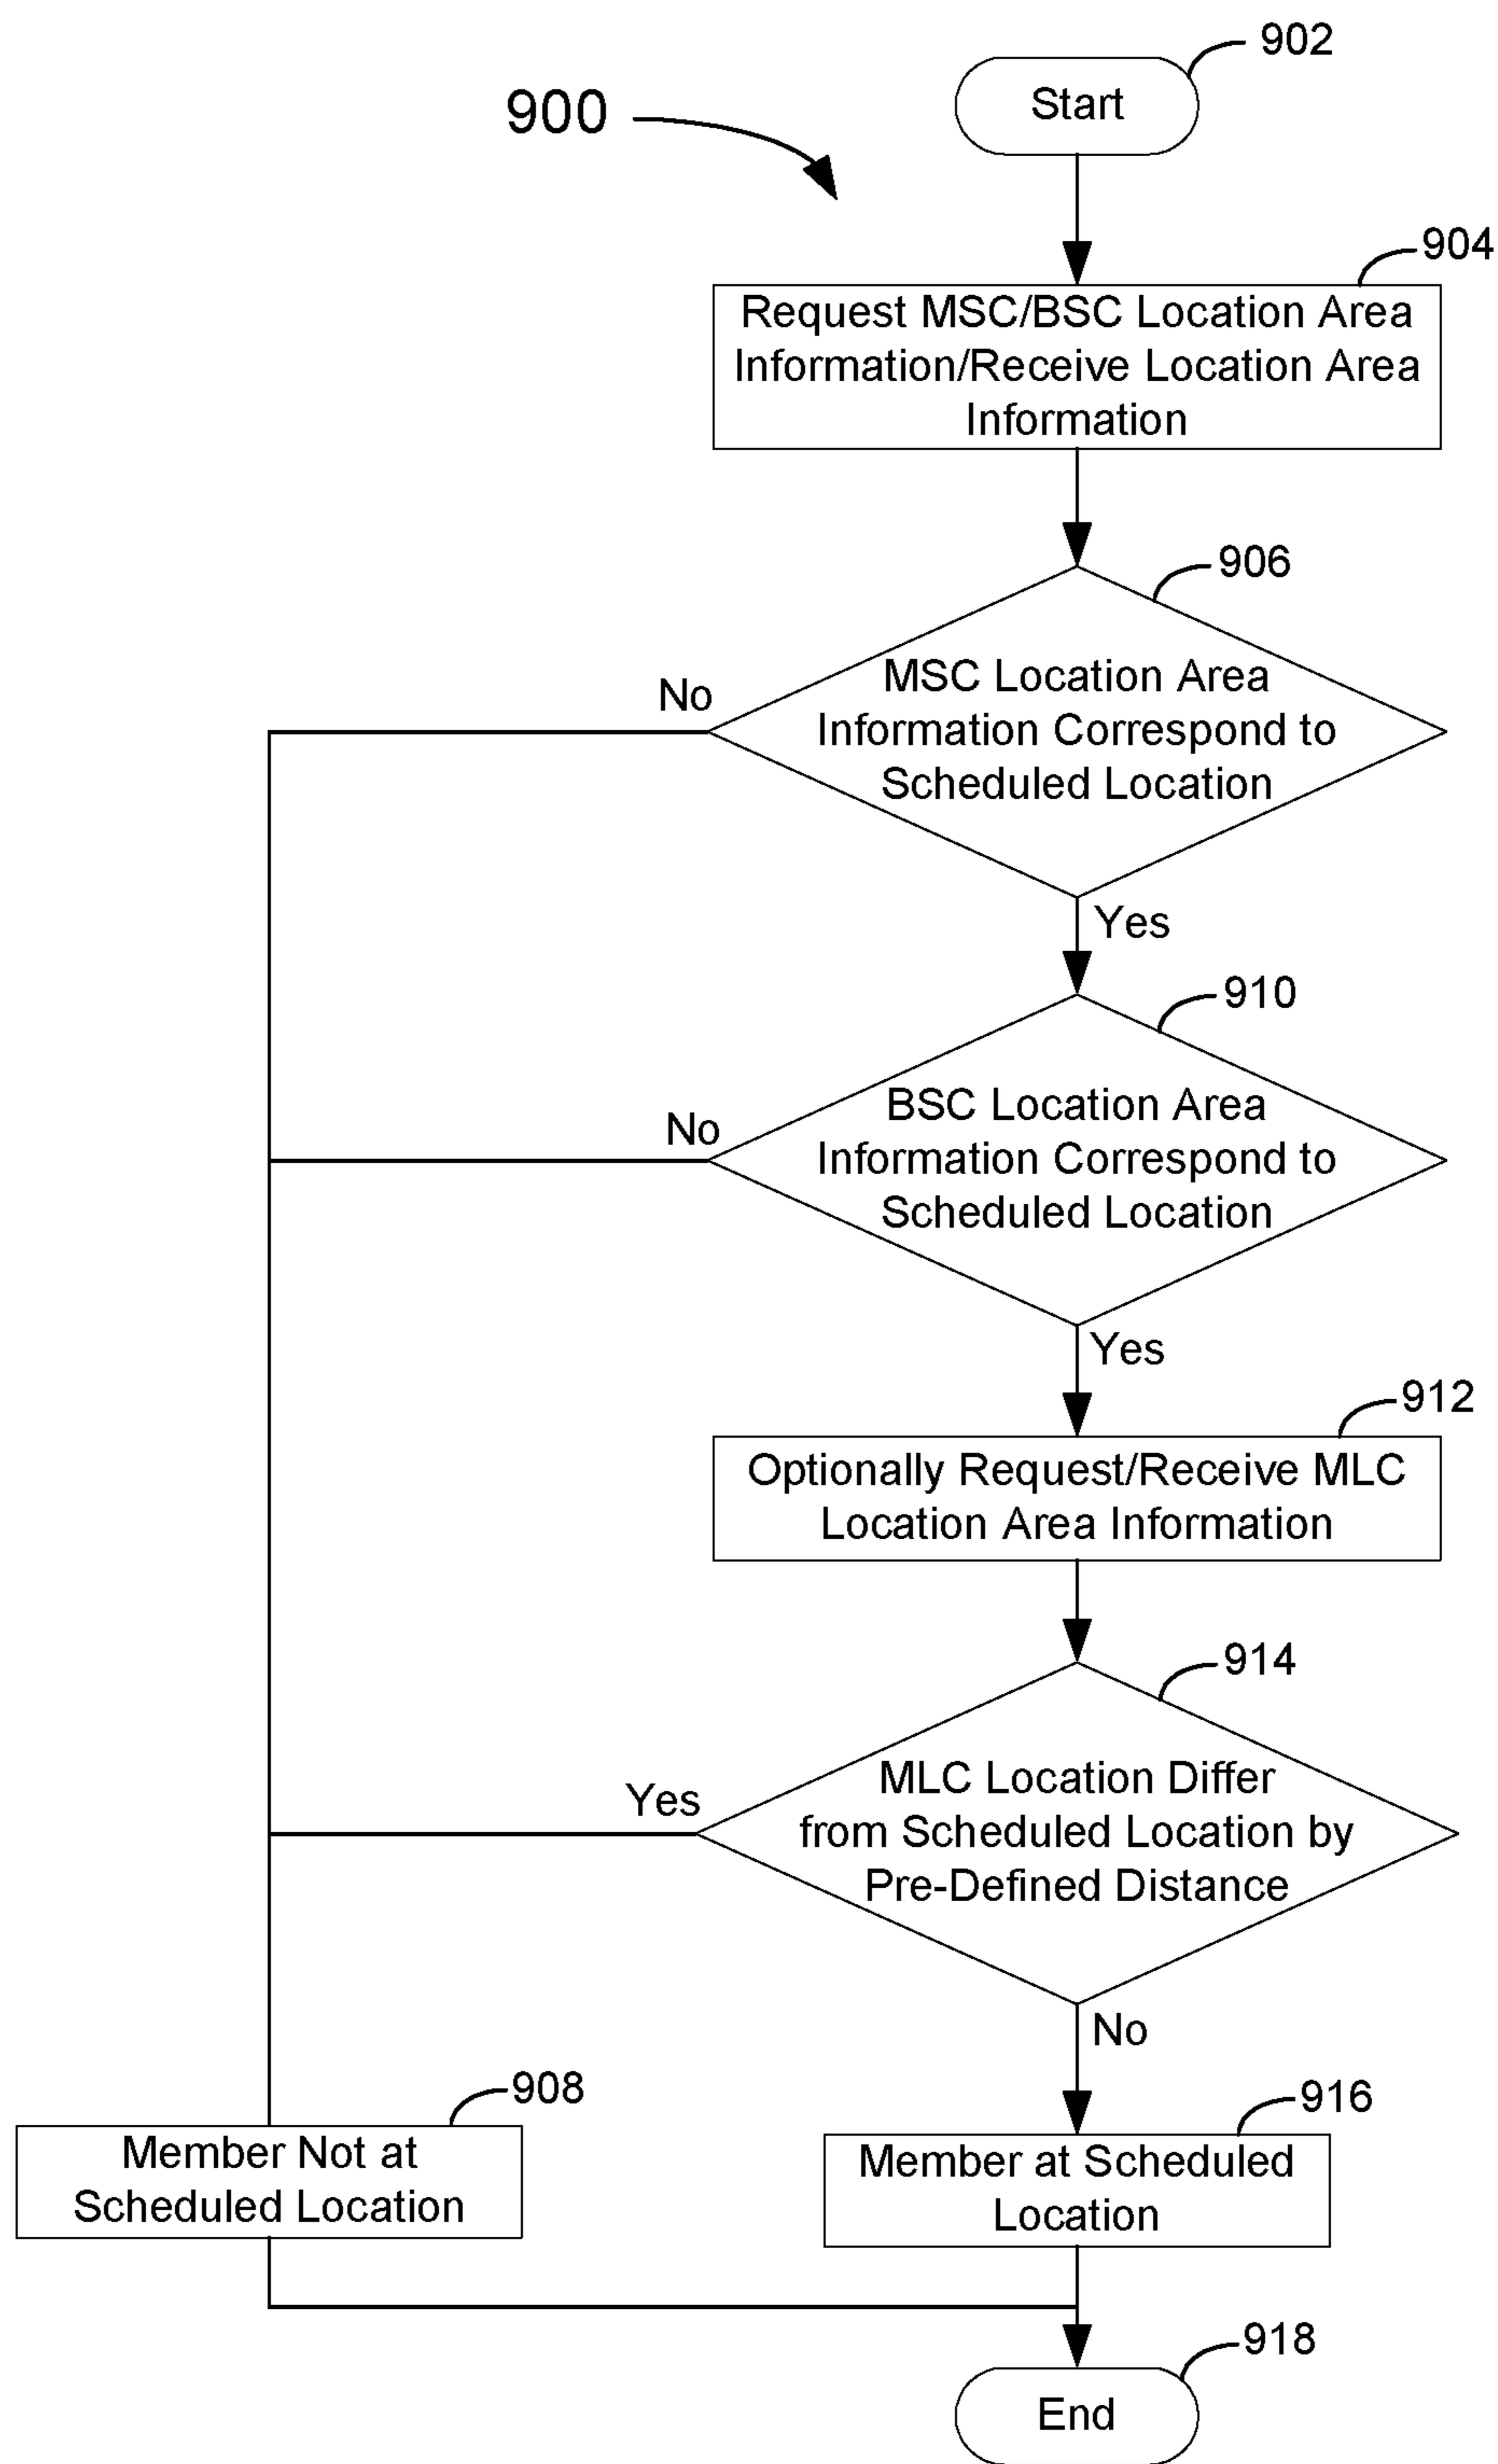 902
Start
900
904
Request MSC/BSC Location Area
Information/Receive Location Area
Information
906
MSC Location Area
Information Correspond to
Scheduled Location
No
Yes
910
BSC Location Area
Information Correspond to
Scheduled Location
No
Yes
912
Optionally Request/Receive MLC
Location Area Information
914
MLC Location Differ
from Scheduled Location by
Pre-Defined Distance
Yes
No
908
Member Not at
Scheduled Location
916
Member at Scheduled
Location
918
End